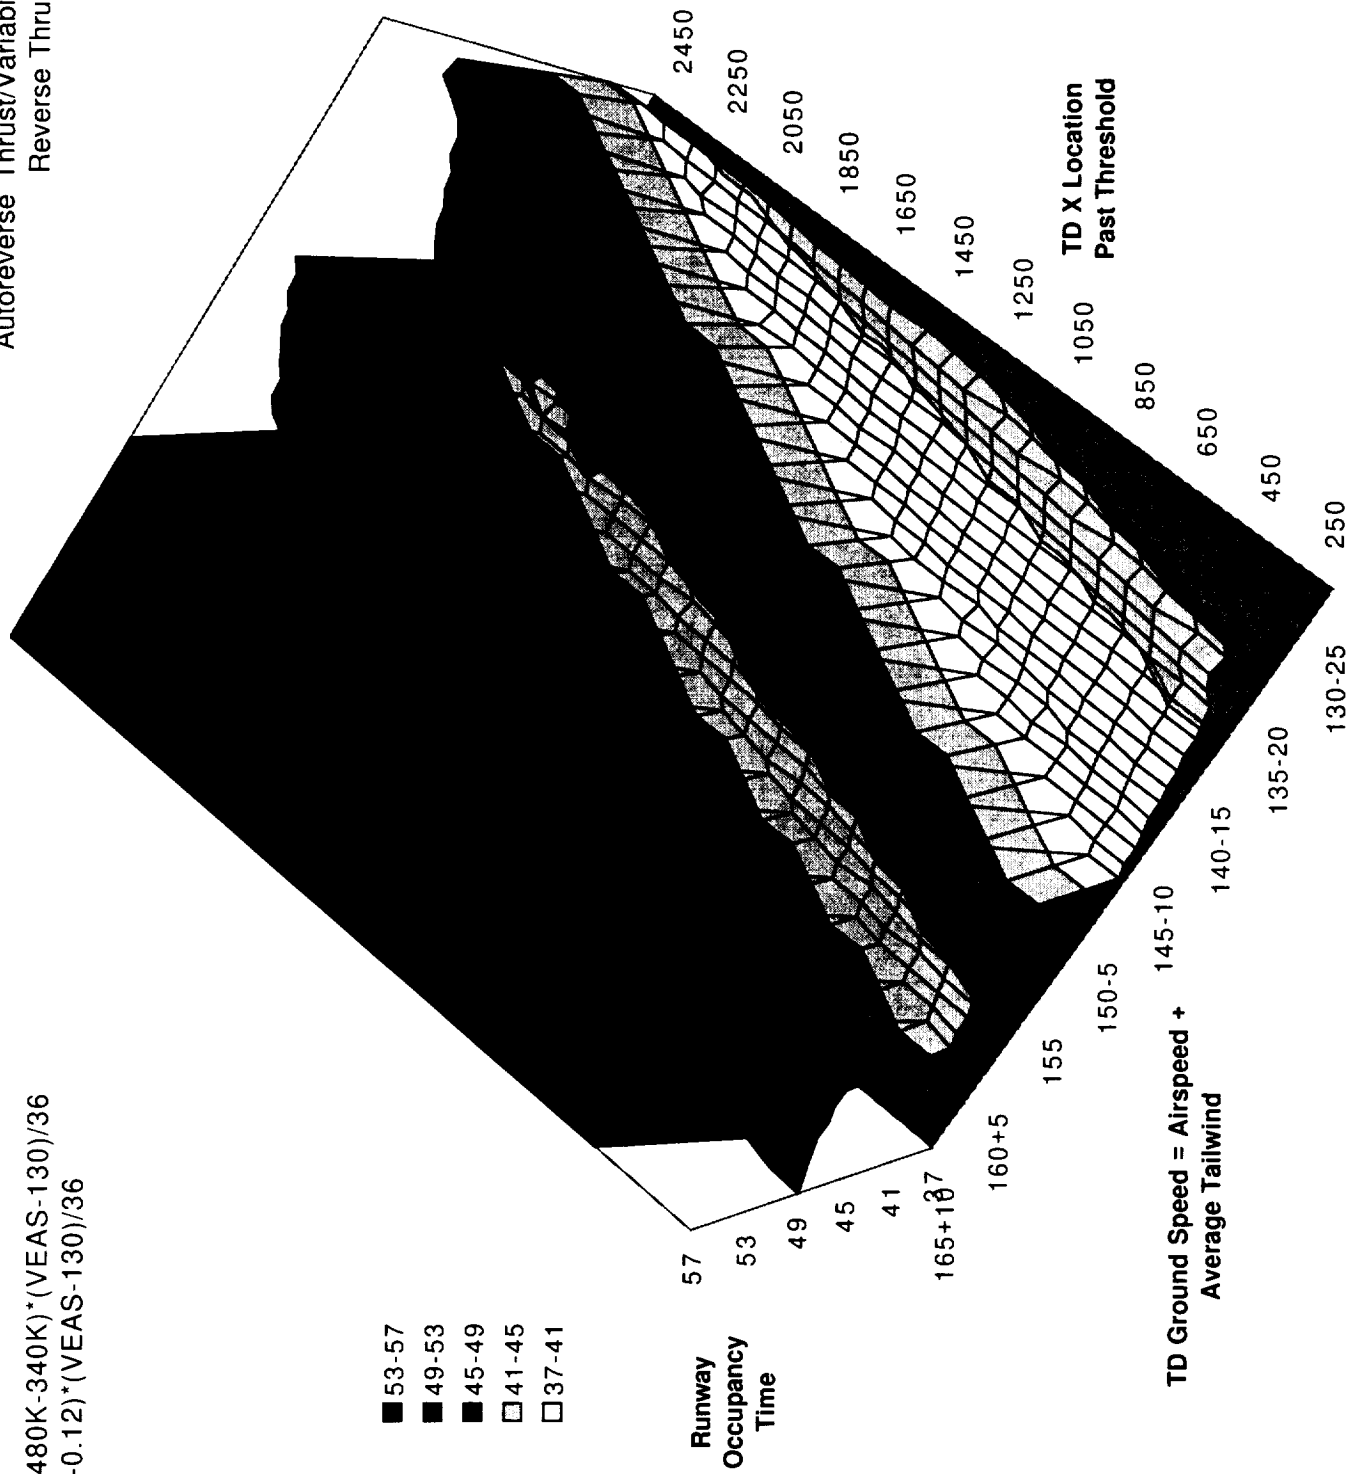 Autoreverse Thrust/Variabl
Reverse Thru
480K-340K)*(VEAS-130)/36
-0.12)*(VEAS-130)/36
53-57
49-53
45-49
41-45
37-41
Runway
Occupancy
Time
57
53
49
45
41
37
165+10
160+5
155
150-5
145-10
140-15
135-20
130-25
TD Ground Speed = Airspeed +
Average Tailwind
250
450
650
850
1050
1250
1450
1650
1850
2050
2250
2450
TD X Location
Past Threshold